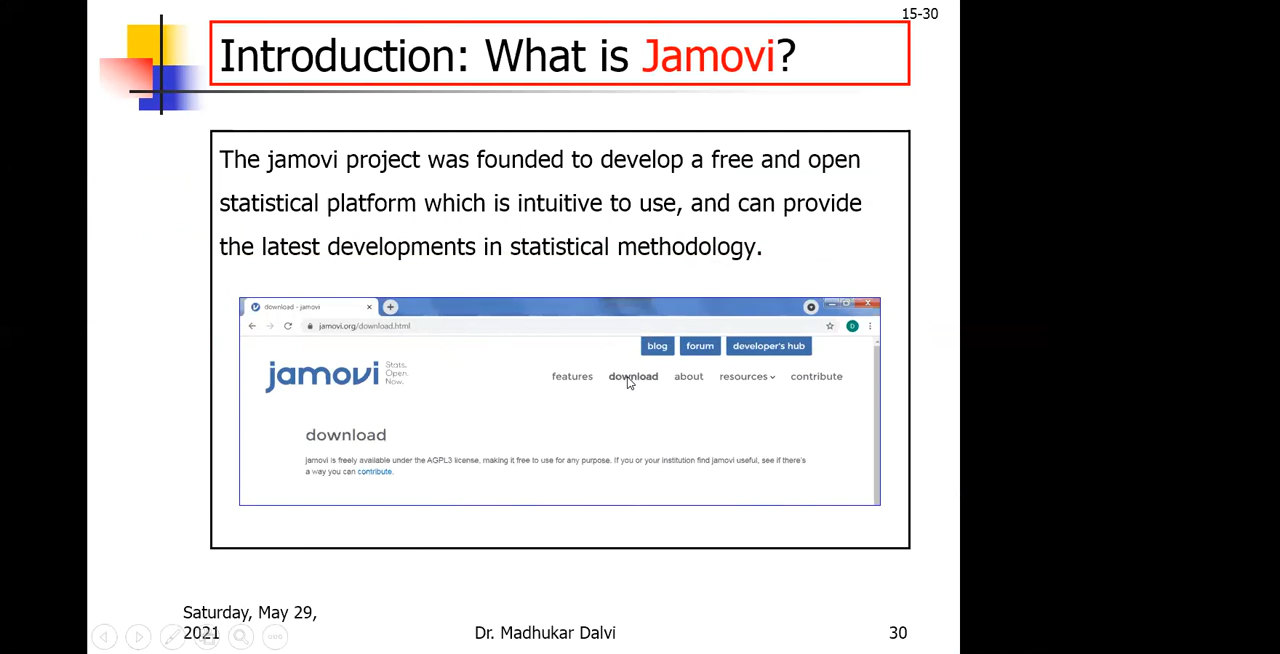 15-30
Introduction: What is Jamovi?
The jamovi project was founded to develop a free and open
statistical platform which is intuitive to use, and can provide
the latest developments in statistical methodology.
download - jamovi
jamovi.org/download.html
D
blog forum developer's hub
jamovi
Stats.
Open.
Now.
features download about resources contribute
download
jamovi is freely available under the AGPL3 license, making it free to use for any purpose. If you or your institution find jamovi useful, see if there's
a way you can contribute.
Saturday, May 29,
2021
Dr. Madhukar Dalvi
30